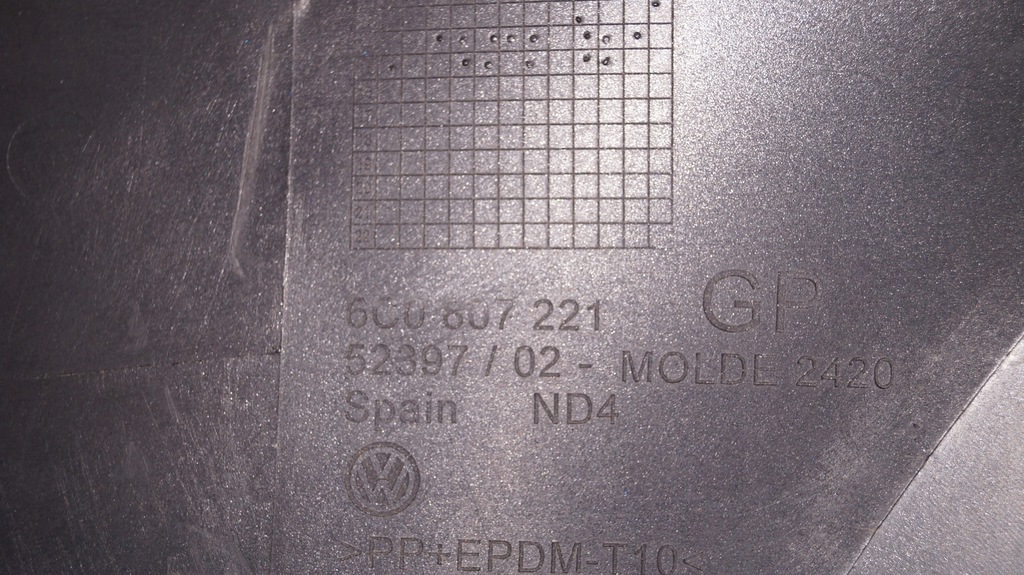 GP
6C0 807 221
52397 / 02 - MOLDE 2420
Spain ND4
>PP+EPDM-T10<